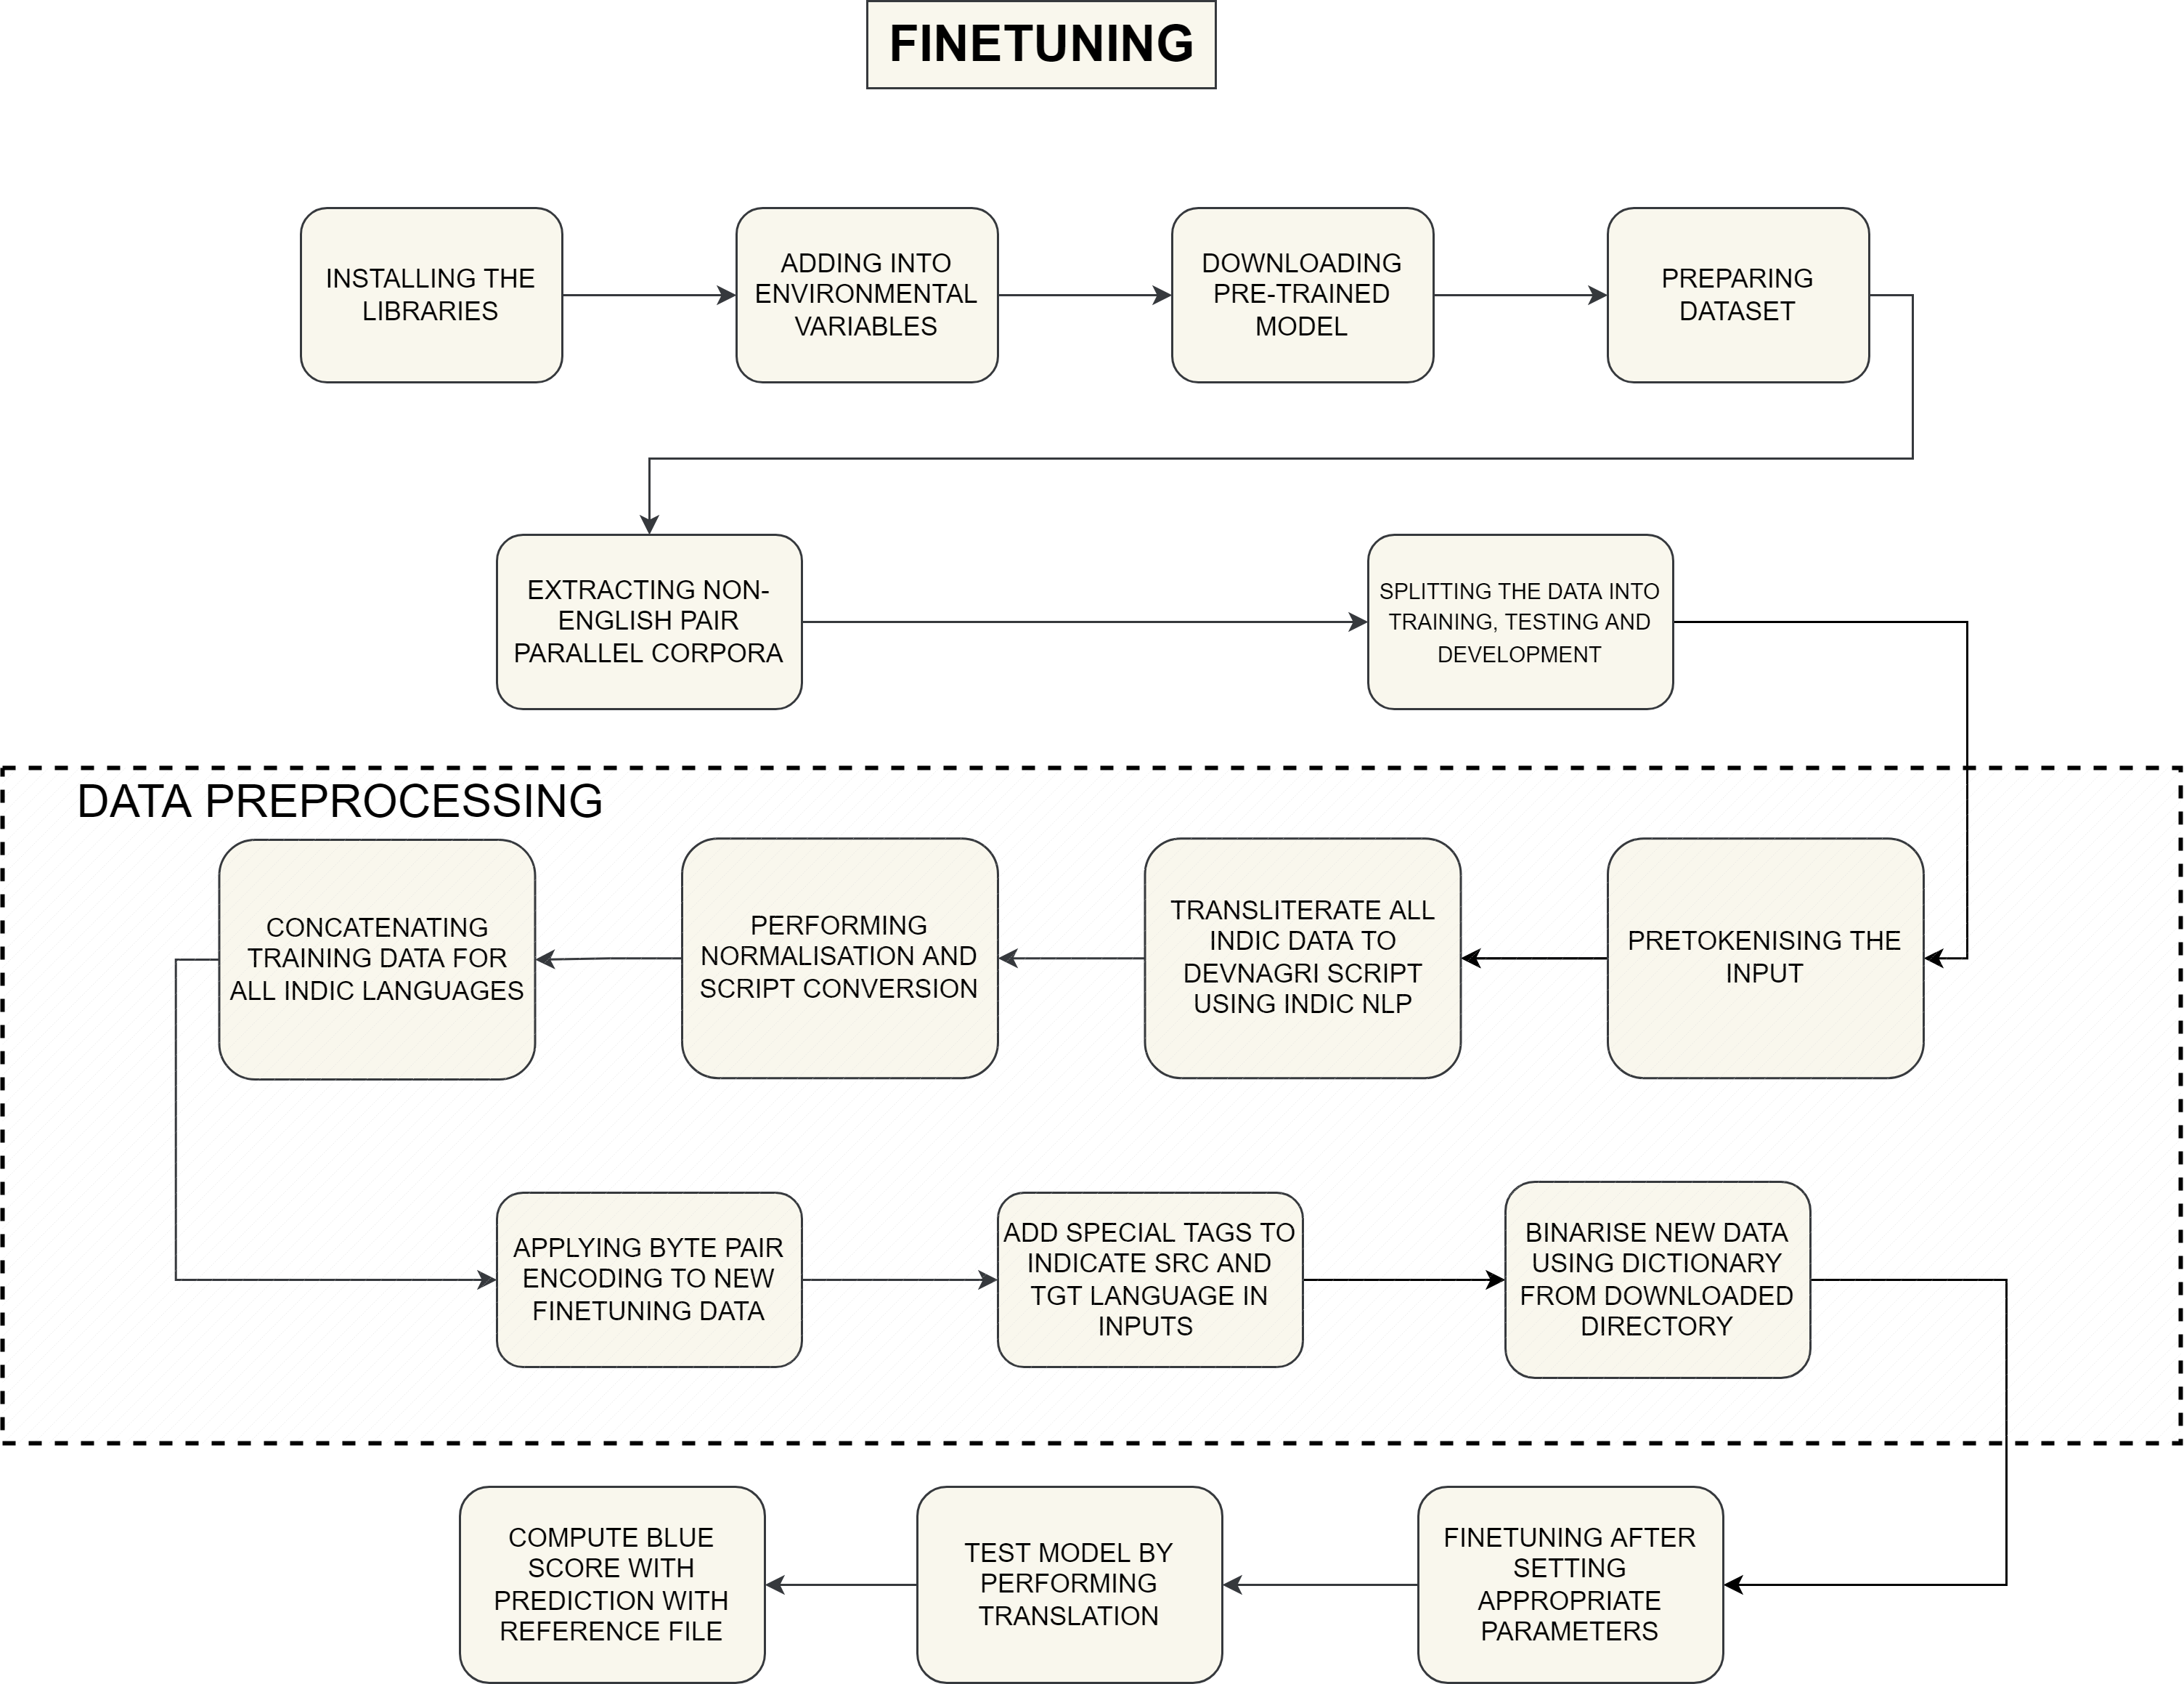 FINETUNING
INSTALLING THE
LIBRARIES
ADDING INTO
ENVIRONMENTAL
VARIABLES
DOWNLOADING
PRE-TRAINED
MODEL
PREPARING
DATASET
EXTRACTING NON-
ENGLISH PAIR
PARALLEL CORPORA
SPLITTING THE DATA INTO
TRAINING, TESTING AND
DEVELOPMENT
DATA PREPROCESSING
PRETOKENISING THE
INPUT
TRANSLITERATE ALL
INDIC DATA TO
DEVNAGRI SCRIPT
USING INDIC NLP
PERFORMING
NORMALISATION AND
SCRIPT CONVERSION
CONCATENATING
TRAINING DATA FOR
ALL INDIC LANGUAGES
APPLYING BYTE PAIR
ENCODING TO NEW
FINETUNING DATA
ADD SPECIAL TAGS TO
INDICATE SRC AND
TGT LANGUAGE IN
INPUTS
BINARISE NEW DATA
USING DICTIONARY
FROM DOWNLOADED
DIRECTORY
FINETUNING AFTER
SETTING
APPROPRIATE
PARAMETERS
TEST MODEL BY
PERFORMING
TRANSLATION
COMPUTE BLUE
SCORE WITH
PREDICTION WITH
REFERENCE FILE